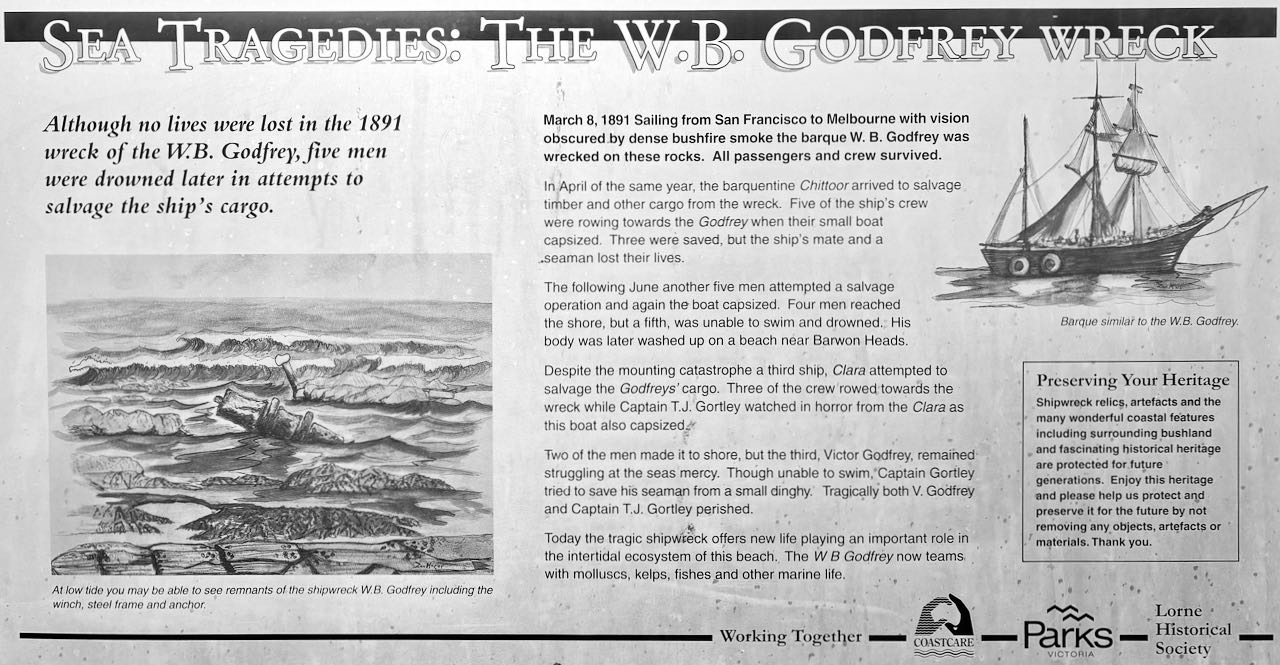 SEA TRAGEDIES: THE W.B. GODFREY WRECK
Although no lives were lost in the 1891
wreck of the W.B. Godfrey, five men
were drowned later in attempts to
salvage the ship's cargo.
At low tide you may be able to see remnants of the shipwreck W.B. Godfrey including the
winch, steel frame and anchor.
March 8, 1891 Sailing from San Francisco to Melbourne with vision
obscured by dense bushfire smoke the barque W. B. Godfrey was
wrecked on these rocks. All passengers and crew survived.
In April of the same year, the barquentine Chittoor arrived to salvage
timber and other cargo from the wreck. Five of the ship's crew
were rowing towards the Godfrey when their small boat
capsized. Three were saved, but the ship's mate and a
seaman lost their lives.
The following June another five men attempted a salvage
operation and again the boat capsized. Four men reached
the shore, but a fifth, was unable to swim and drowned. His
body was later washed up on a beach near Barwon Heads.
Despite the mounting catastrophe a third ship, Clara attempted to
salvage the Godfreys' cargo. Three of the crew rowed towards the
wreck while Captain T.J. Gortley watched in horror from the Clara as
this boat also capsized.
Two of the men made it to shore, but the third, Victor Godfrey, remained
struggling at the seas mercy. Though unable to swim, Captain Gortley
tried to save his seaman from a small dinghy. Tragically both V. Godfrey
and Captain T.J. Gortley perished.
Today the tragic shipwreck offers new life playing an important role in
the intertidal ecosystem of this beach. The W B Godfrey now teams
with molluscs, kelps, fishes and other marine life.
Barque similar to the W.B. Godfrey.
Preserving Your Heritage
Shipwreck relics, artefacts and the
many wonderful coastal features
including surrounding bushland
and fascinating historical heritage
are protected for future
generations. Enjoy this heritage
and please help us protect and
preserve it for the future by not
removing any objects, artefacts or
materials. Thank you.
Working Together
COASTCARE
Parks
VICTORIA
Lorne
Historical
Society